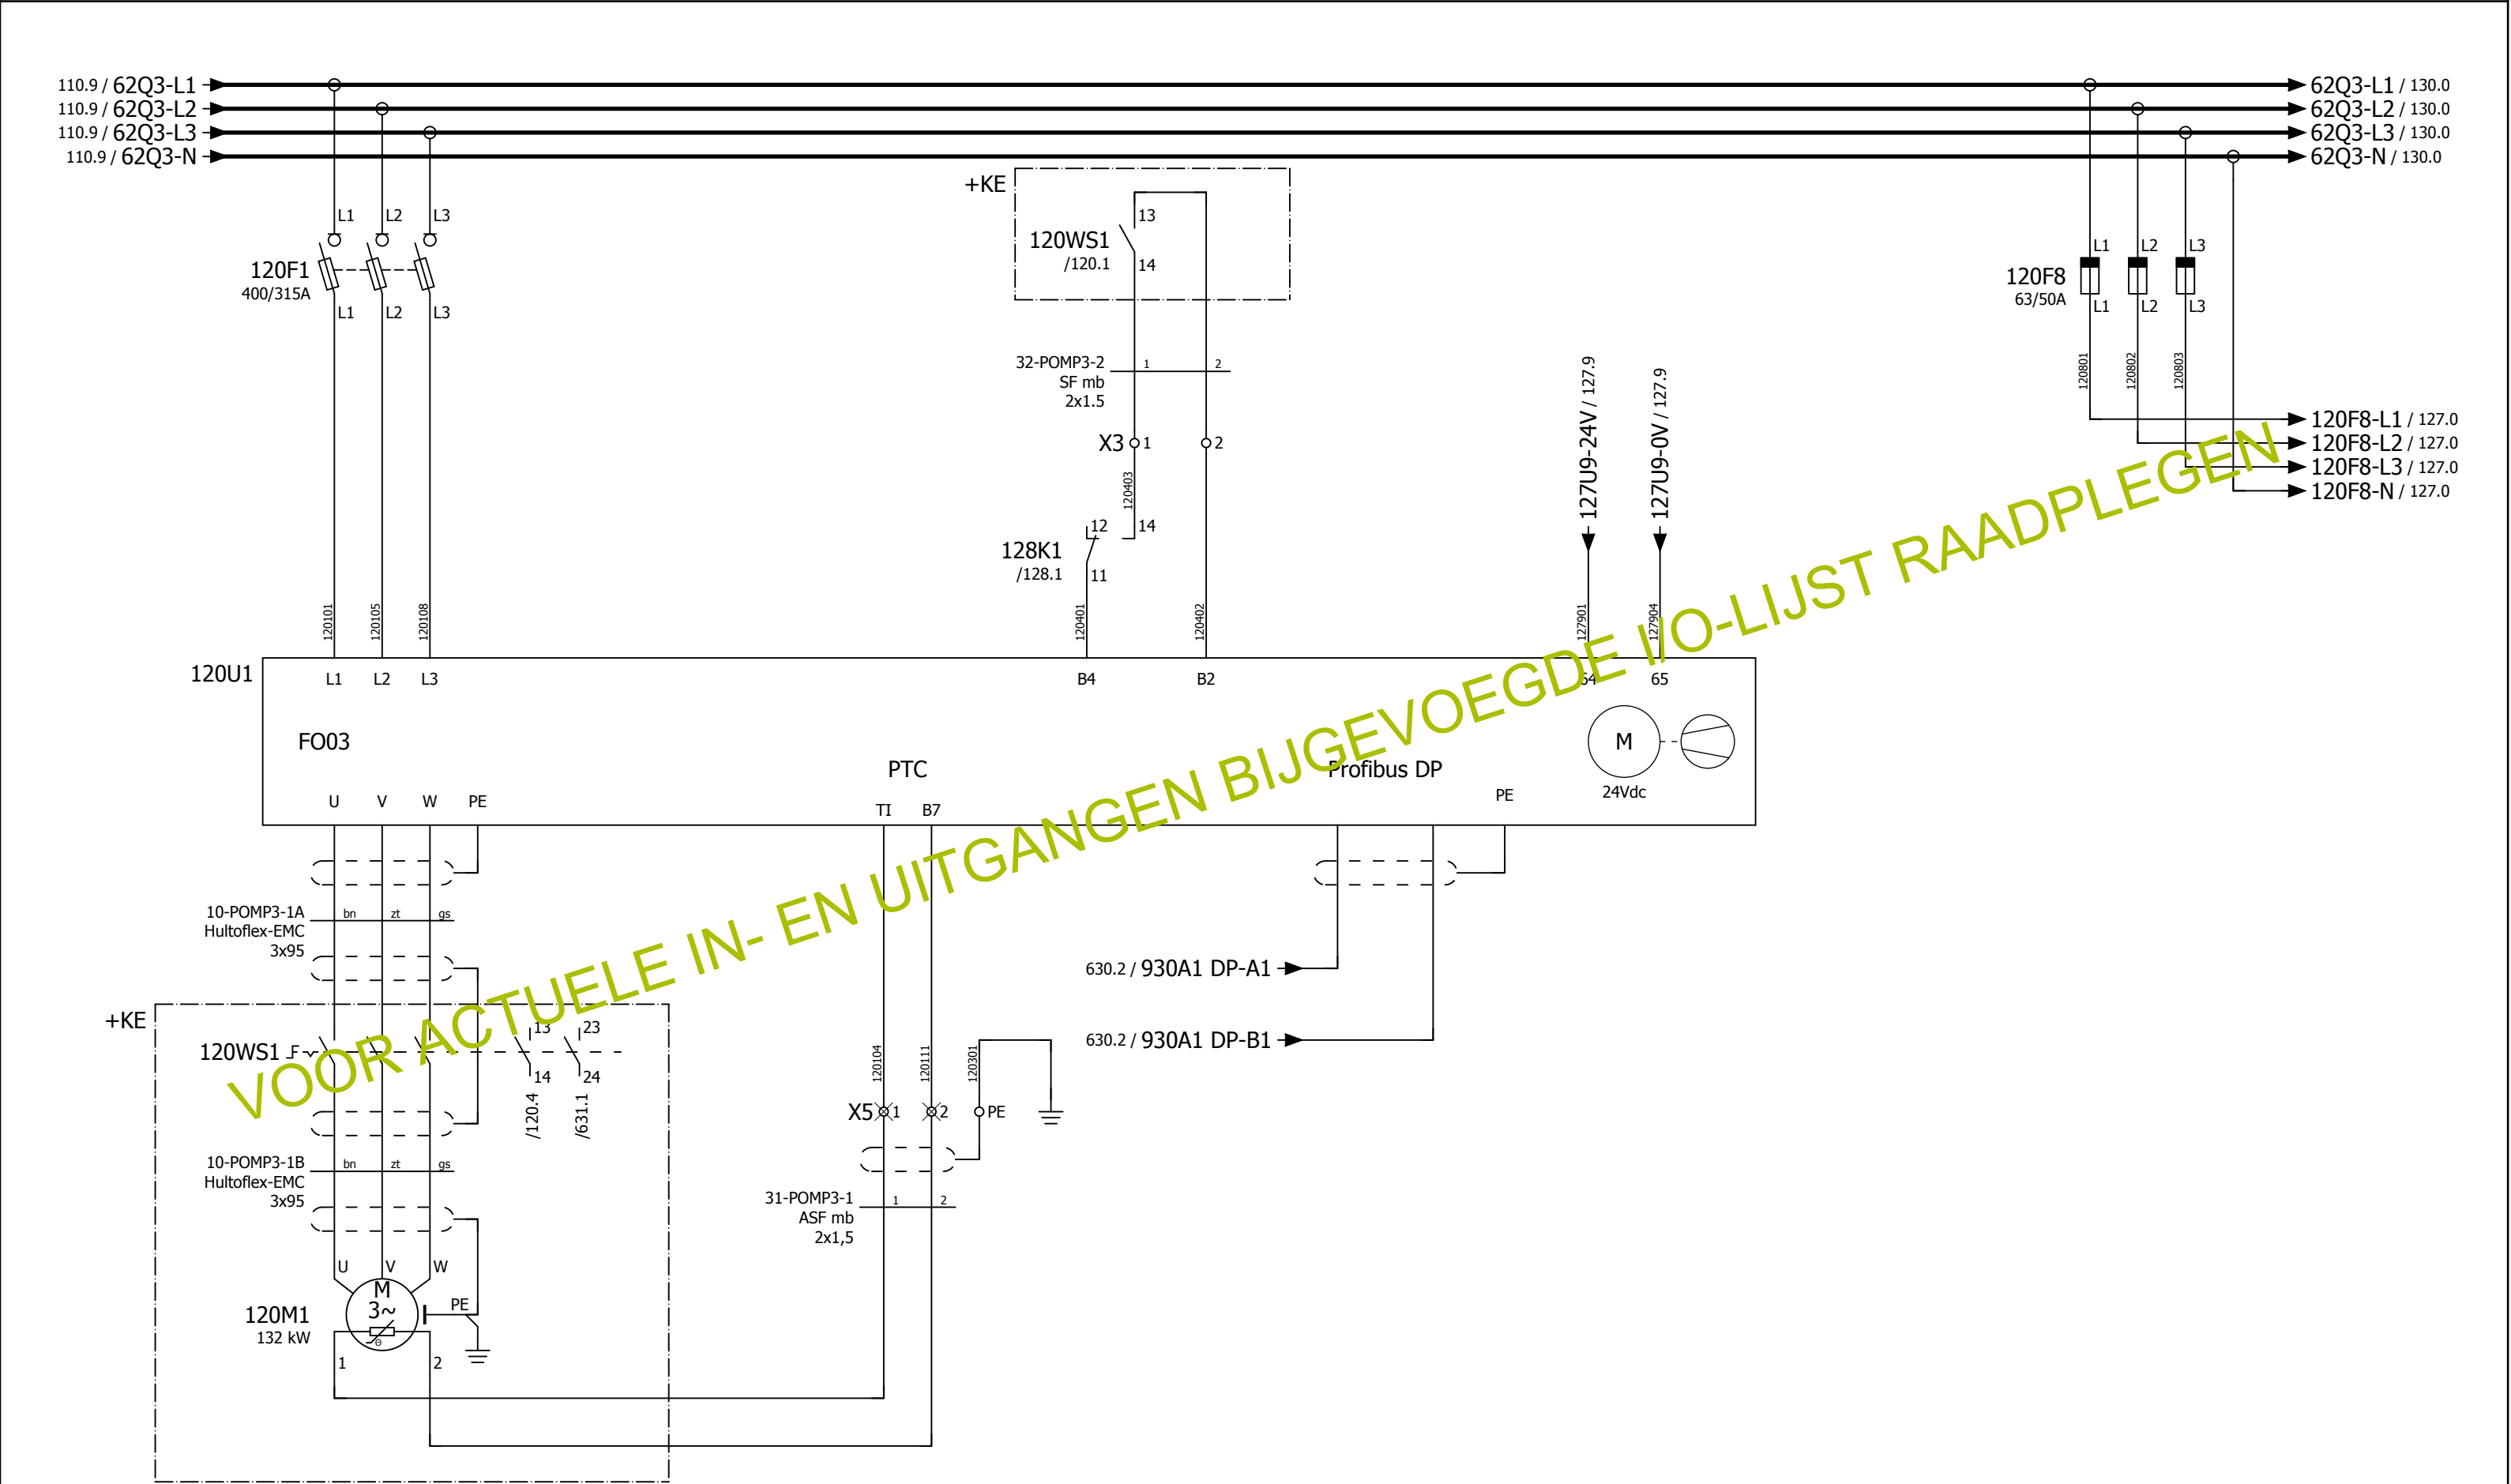 110.9 / 62Q3-L1
110.9 / 62Q3-L2
110.9 / 62Q3-L3
110.9 / 62Q3-N
62Q3-L1 / 130.0
62Q3-L2 / 130.0
62Q3-L3 / 130.0
62Q3-N / 130.0
L1 L2 L3
120F1
400/315A
L1 L2 L3
+KE
13
120WS1
/120.1
14
L1 L2 L3
120F8
63/50A
L1 L2 L3
32-POMP3-2
SF mb
2x1.5
1 2
X3 1 2
120403
12 14
128K1
/128.1
11
127U9-24V / 127.9
127U9-0V / 127.9
120801
120802
120803
120F8-L1 / 127.0
120F8-L2 / 127.0
120F8-L3 / 127.0
120F8-N / 127.0
120101
120105
120108
120401
120402
127901
127904
120U1
L1 L2 L3 B4 B2 64 65
FO03
PTC
Profibus DP
M
24Vdc
U V W PE
TI B7
PE
VOOR ACTUELE IN- EN UITGANGEN BIJGEVOEGDE I/O-LIJST RAADPLEGEN
10-POMP3-1A
Hultoflex-EMC
3x95
bn zt gs
630.2 / 930A1 DP-A1
630.2 / 930A1 DP-B1
+KE
120WS1
13 23
14 24
/120.4
/631.1
120104
120111
120301
X5 1 2 PE
10-POMP3-1B
Hultoflex-EMC
3x95
bn zt gs
31-POMP3-1
ASF mb
2x1,5
1 2
U V W
M
3~
PE
Θ
120M1
132 kW
1 2